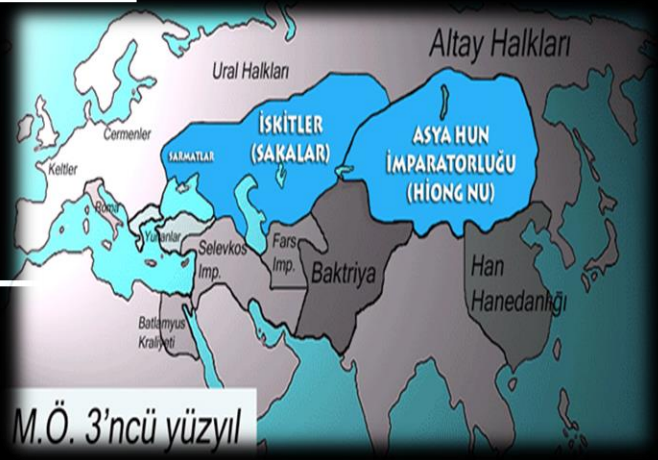 Altay Halkları
Ural Halkları
İSKİTLER
(SAKALAR)
ASYA HUN
İMPARATORLUĞU
(HİONG NU)
Cermenler
SARMATLAR
Keltler
Roma
Yunanlar
Selevkos
İmp.
Fars
İmp.
Baktriya
Han
Hanedanlığı
Batlamyus
Kraliyeti
M.Ö. 3'ncü yüzyıl